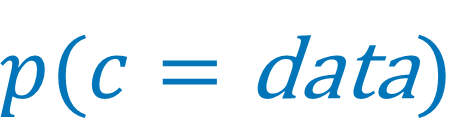 p(c = data)